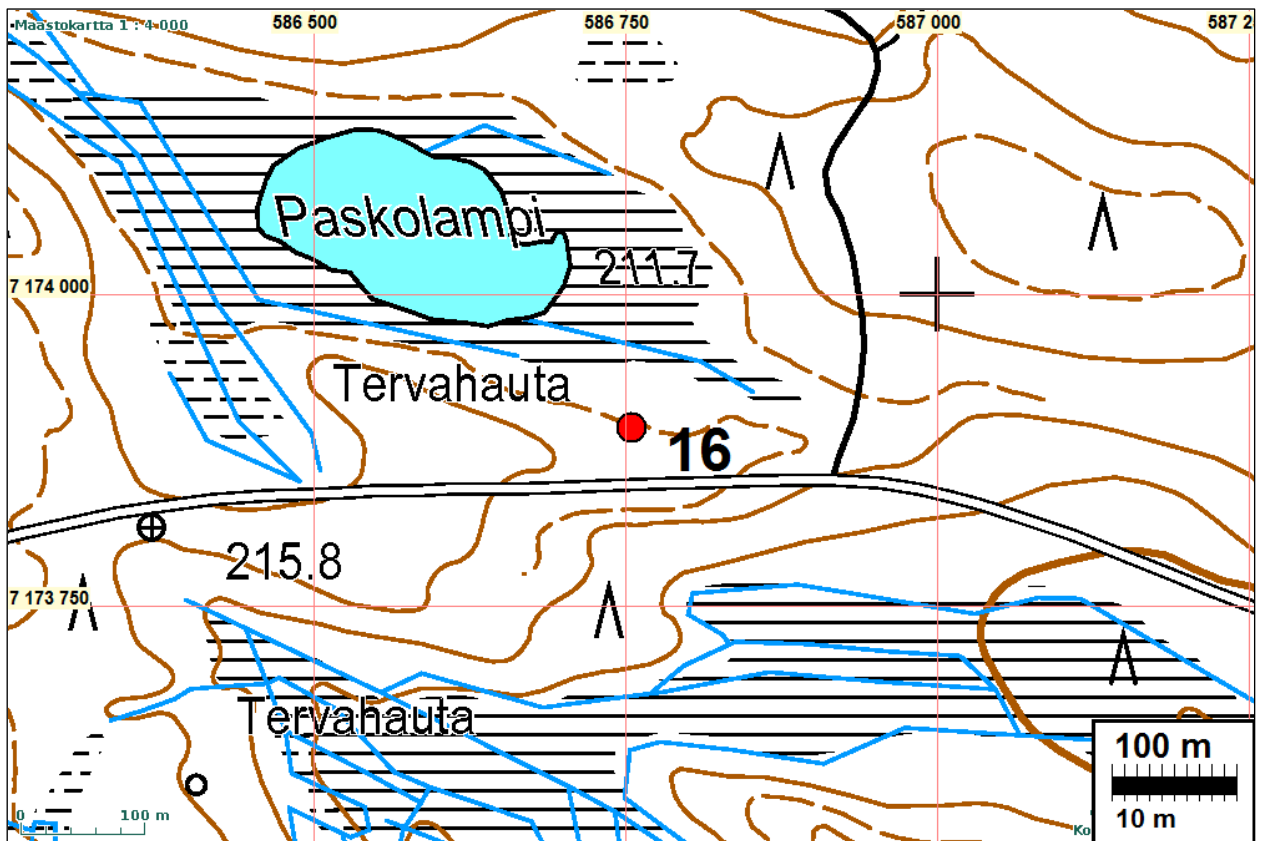 Maastokartta 1 : 4 000
586 500
586 750
587 000
587 2
Paskolampi
211.7
7 174 000
Tervahauta
16
215.8
7 173 750
Tervahauta
100 m
10 m
0 100 m
Ko